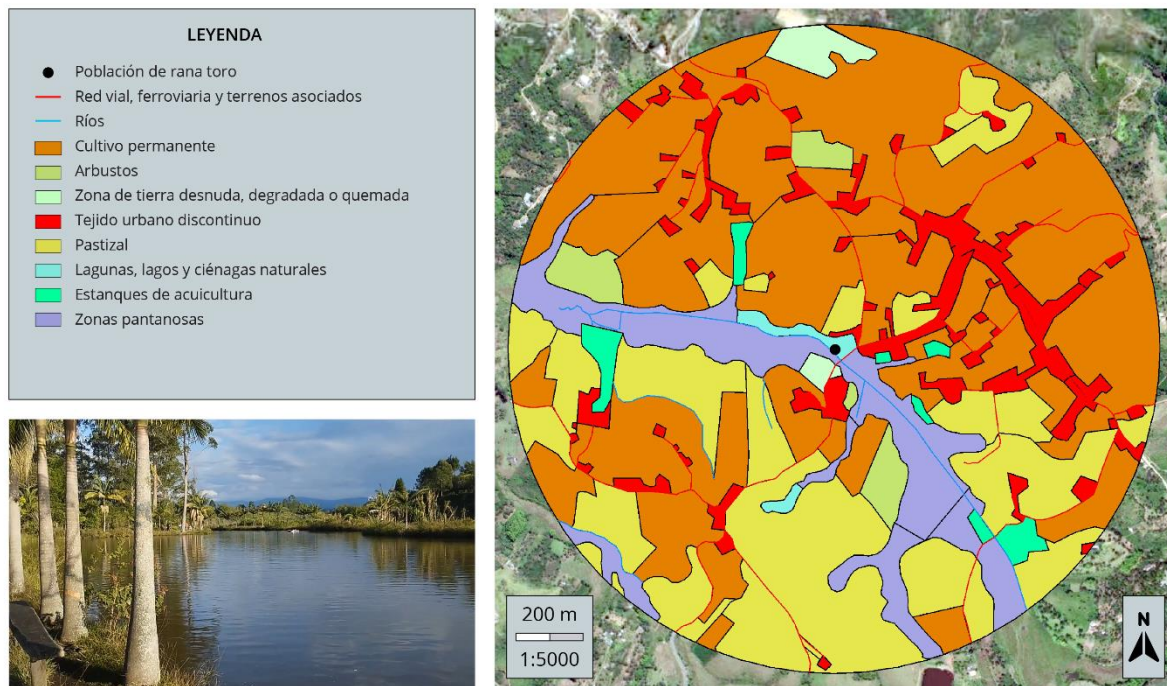 LEYENDA
Población de rana toro
Red vial, ferroviaria y terrenos asociados
Ríos
Cultivo permanente
Arbustos
Zona de tierra desnuda, degradada o quemada
Tejido urbano discontinuo
Pastizal
Lagunas, lagos y ciénagas naturales
Estanques de acuicultura
Zonas pantanosas
200 m
1:5000
N